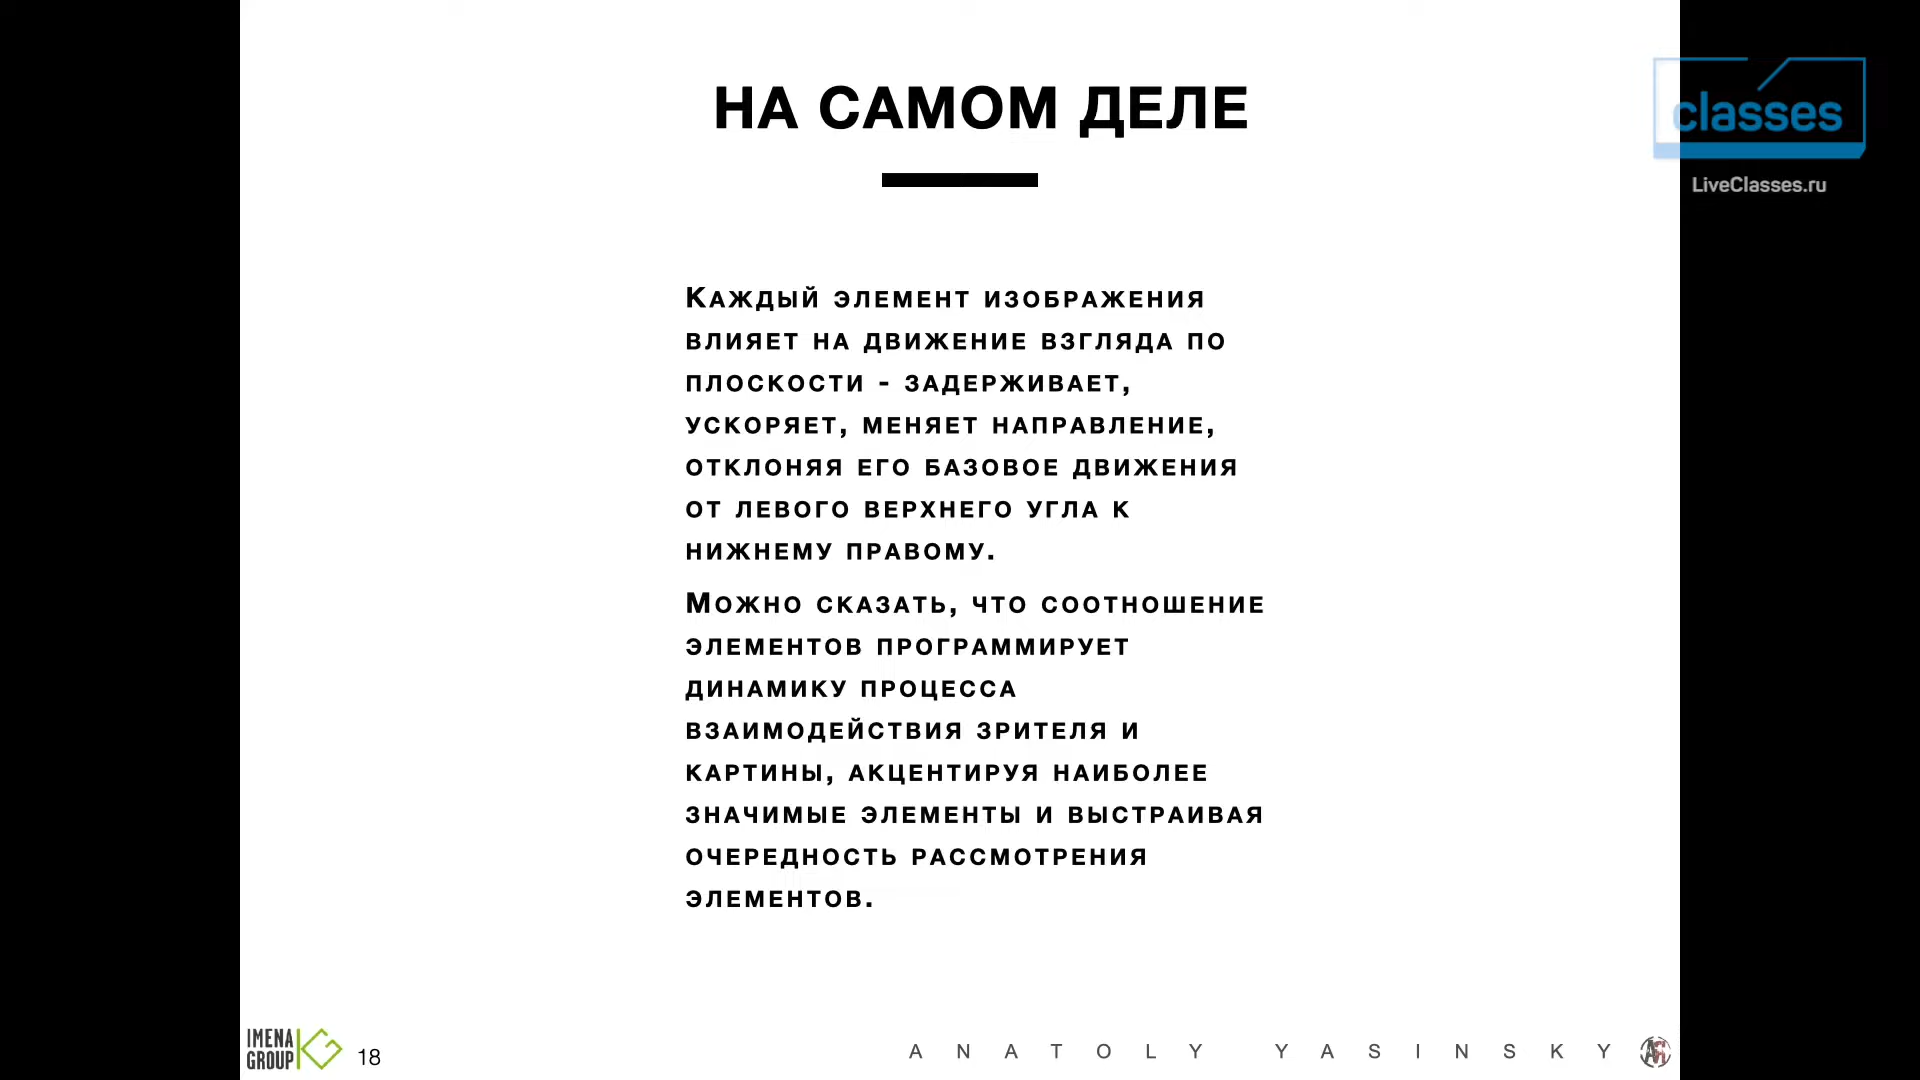 НА САМОМ ДЕЛЕ
classes
LiveClasses.ru
Каждый элемент изображения
влияет на движение взгляда по
плоскости - задерживает,
ускоряет, меняет направление,
отклоняя его базовое движения
от левого верхнего угла к
нижнему правому.
Можно сказать, что соотношение
элементов программирует
динамику процесса
взаимодействия зрителя и
картины, акцентируя наиболее
значимые элементы и выстраивая
очередность рассмотрения
элементов.
IMENA
GROUP
18
ANATOLY YASINSKY